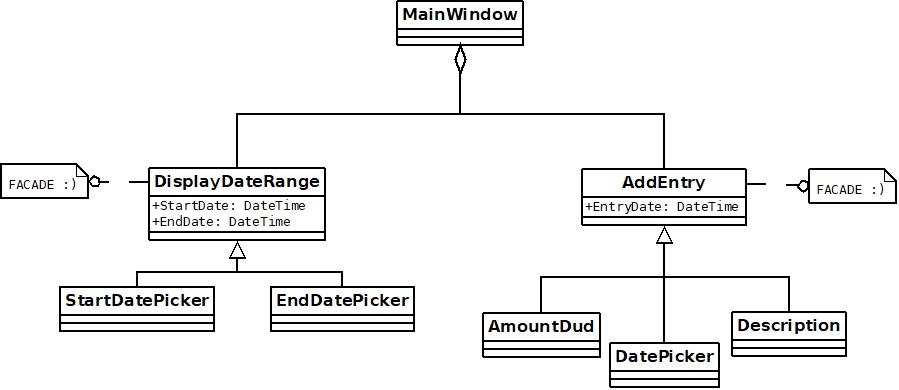 MainWindow
FACADE :)
DisplayDateRange
+StartDate: DateTime
+EndDate: DateTime
AddEntry
+EntryDate: DateTime
FACADE :)
StartDatePicker
EndDatePicker
AmountDud
DatePicker
Description